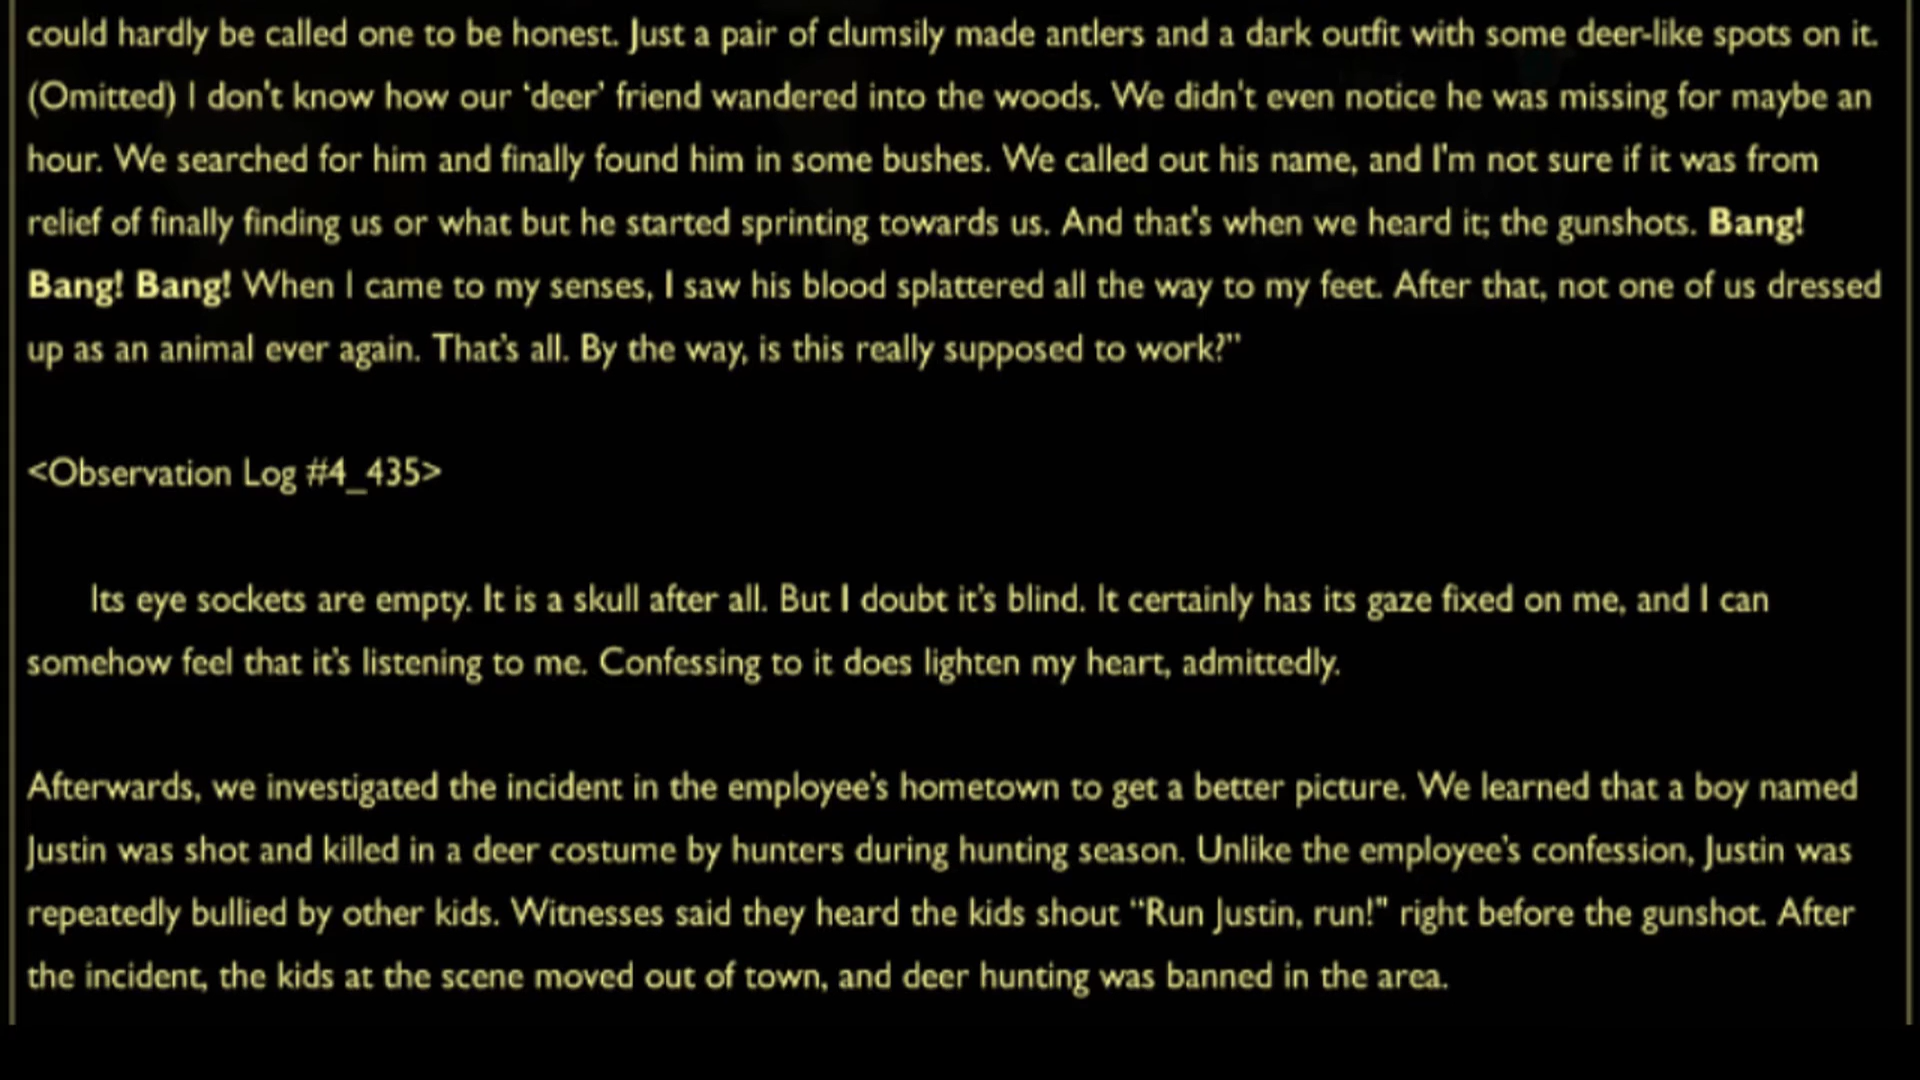 could hardly be called one to be honest. Just a pair of clumsily made antlers and a dark outfit with some deer-like spots on it.
(Omitted) I don't know how our ‘deer’ friend wandered into the woods. We didn't even notice he was missing for maybe an
hour. We searched for him and finally found him in some bushes. We called out his name, and I'm not sure if it was from
relief of finally finding us or what but he started sprinting towards us. And that's when we heard it; the gunshots. Bang!
Bang! Bang! When I came to my senses, I saw his blood splattered all the way to my feet. After that, not one of us dressed
up as an animal ever again. That’s all. By the way, is this really supposed to work?”
<Observation Log #4_435>
Its eye sockets are empty. It is a skull after all. But I doubt it’s blind. It certainly has its gaze fixed on me, and I can
somehow feel that it’s listening to me. Confessing to it does lighten my heart, admittedly.
Afterwards, we investigated the incident in the employee’s hometown to get a better picture. We learned that a boy named
Justin was shot and killed in a deer costume by hunters during hunting season. Unlike the employee’s confession, Justin was
repeatedly bullied by other kids. Witnesses said they heard the kids shout “Run Justin, run!" right before the gunshot. After
the incident, the kids at the scene moved out of town, and deer hunting was banned in the area.